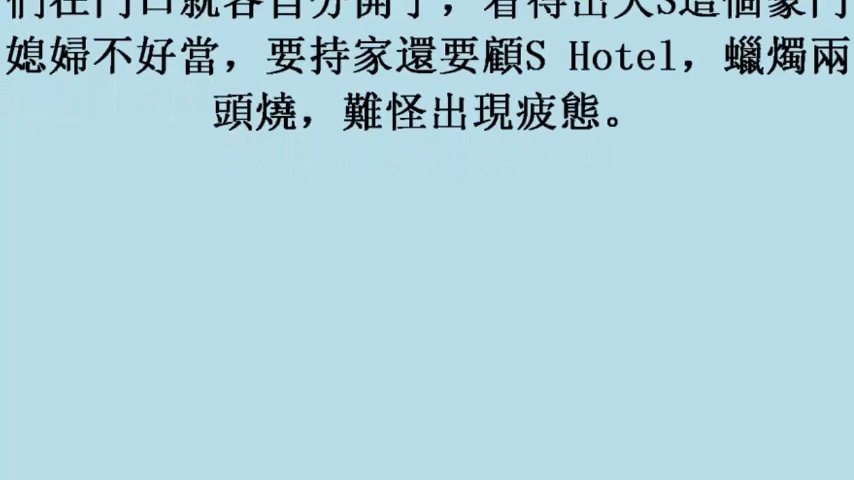 們在門口就各自分開了，看得出大S這個豪門
媳婦不好當，要持家還要顧S Hotel，蠟燭兩
頭燒，難怪出現疲態。